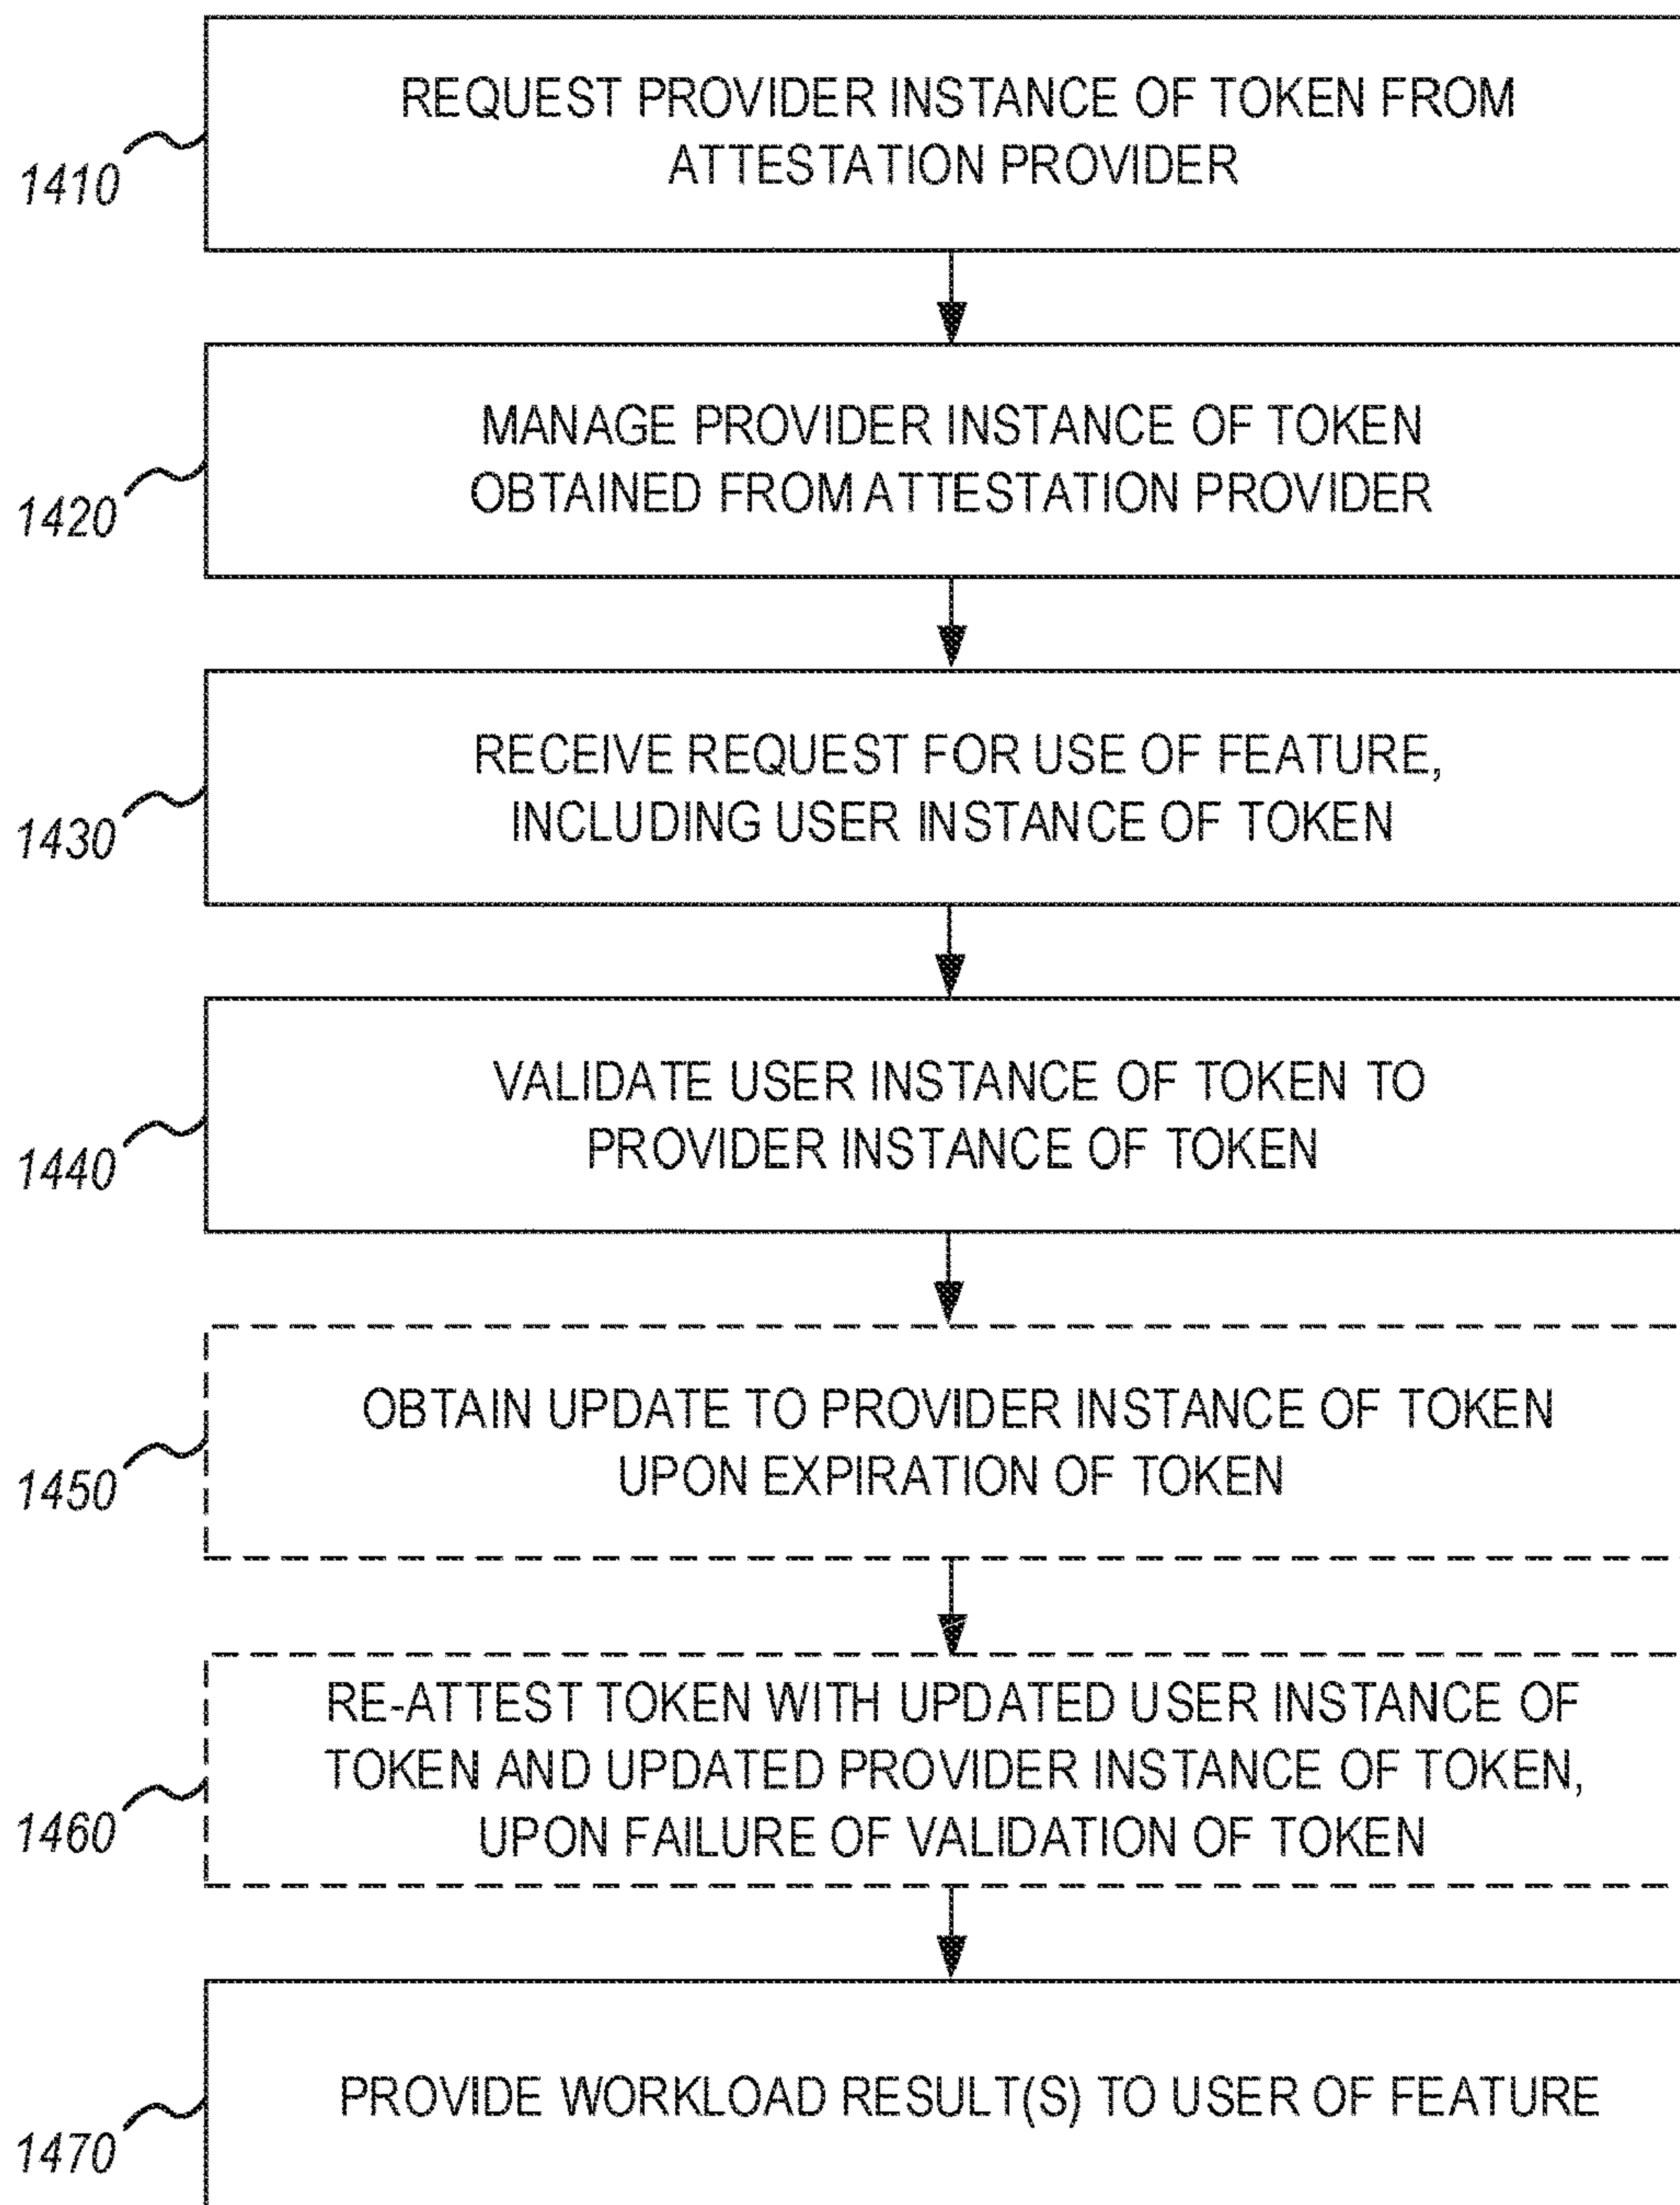 REQUEST PROVIDER INSTANCE OF TOKEN FROM
ATTESTATION PROVIDER
1410
MANAGE PROVIDER INSTANCE OF TOKEN
OBTAINED FROM ATTESTATION PROVIDER
1420
RECEIVE REQUEST FOR USE OF FEATURE,
INCLUDING USER INSTANCE OF TOKEN
1430
VALIDATE USER INSTANCE OF TOKEN TO
PROVIDER INSTANCE OF TOKEN
1440
OBTAIN UPDATE TO PROVIDER INSTANCE OF TOKEN
UPON EXPIRATION OF TOKEN
1450
RE-ATTEST TOKEN WITH UPDATED USER INSTANCE OF
TOKEN AND UPDATED PROVIDER INSTANCE OF TOKEN,
UPON FAILURE OF VALIDATION OF TOKEN
1460
PROVIDE WORKLOAD RESULT(S) TO USER OF FEATURE
1470